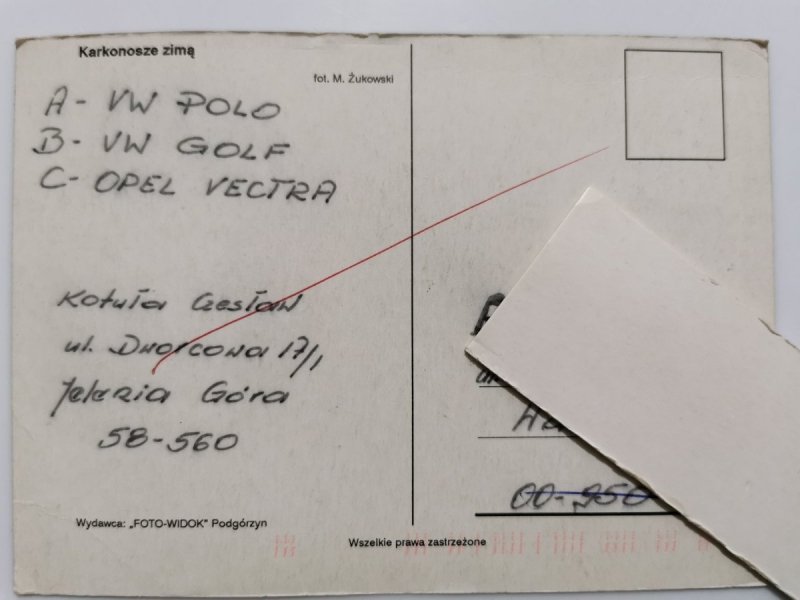 Karkonosze zimą
fot. M. Żukowski
A - VW POLO
B - VW GOLF
C - OPEL VECTRA
Kotuła Czesław
ul. Dworcowa 17/1
Jelenia Góra
58-560
00-950
Wydawca: „FOTO-WIDOK" Podgórzyn
Wszelkie prawa zastrzeżone